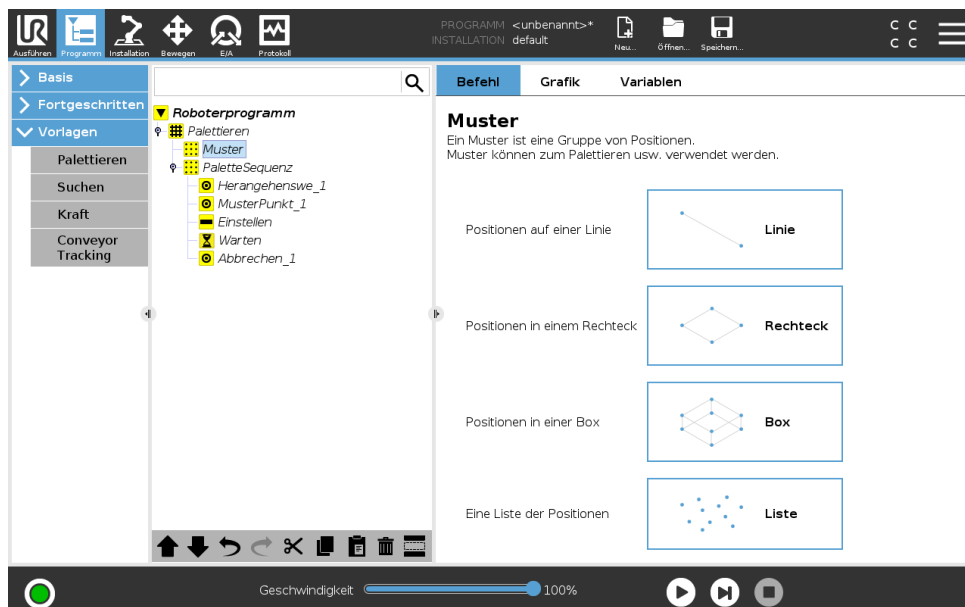 UR
PROGRAMM <unbenannt>*
INSTALLATION default
Ausführen Programm Installation Bewegen E/A Protokoll
Neu... Öffnen... Speichern...
C C
C C
Basis
Fortgeschritten
Vorlagen
Palettieren
Suchen
Kraft
Conveyor
Tracking
Roboterprogramm
Palettieren
Muster
PaletteSequenz
Herangehenswe_1
MusterPunkt_1
Einstellen
Warten
Abbrechen_1
Befehl Grafik Variablen
Muster
Ein Muster ist eine Gruppe von Positionen.
Muster können zum Palettieren usw. verwendet werden.
Positionen auf einer Linie Linie
Positionen in einem Rechteck Rechteck
Positionen in einer Box Box
Eine Liste der Positionen Liste
Geschwindigkeit 100%